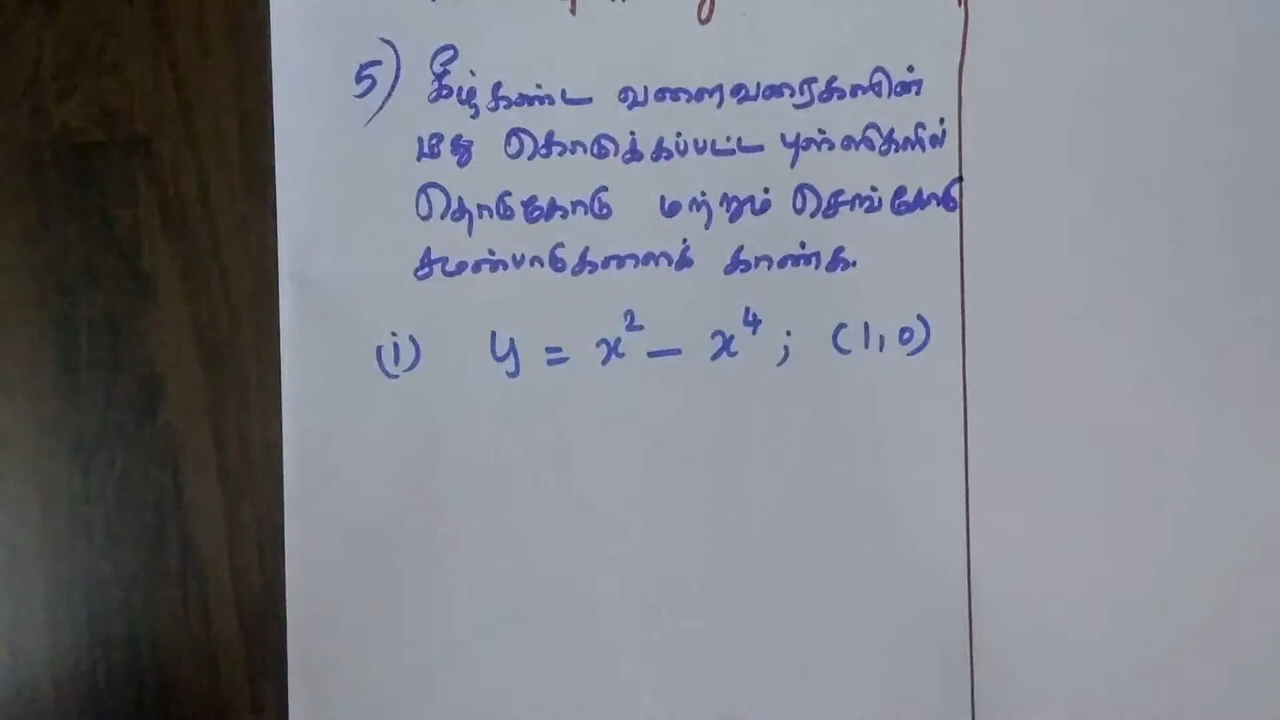 5) கீழ்கண்ட வளைவரைகளின்
மீது கொடுக்கப்பட்ட புள்ளிகளில்
தொடுகோடு மற்றும் செங்கோடு
சமன்பாடுகளைக் காண்க.
(i) y = x² − x⁴ ; (1,0)